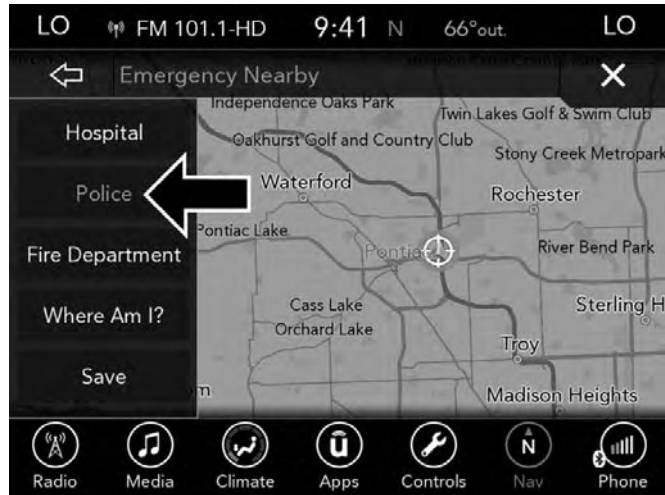 LO FM 101.1-HD 9:41 N 66°out. LO
Emergency Nearby
Independence Oaks Park
Twin Lakes Golf & Swim Club
Hospital
Oakhurst Golf and Country Club
Stony Creek Metropark
Police
Waterford
Rochester
Pontiac Lake
Fire Department
Pontiac
River Bend Park
Where Am I?
Cass Lake
Sterling H
Orchard Lake
Troy
Save
m
Madison Heights
N
Radio Media Climate Apps Controls Nav Phone